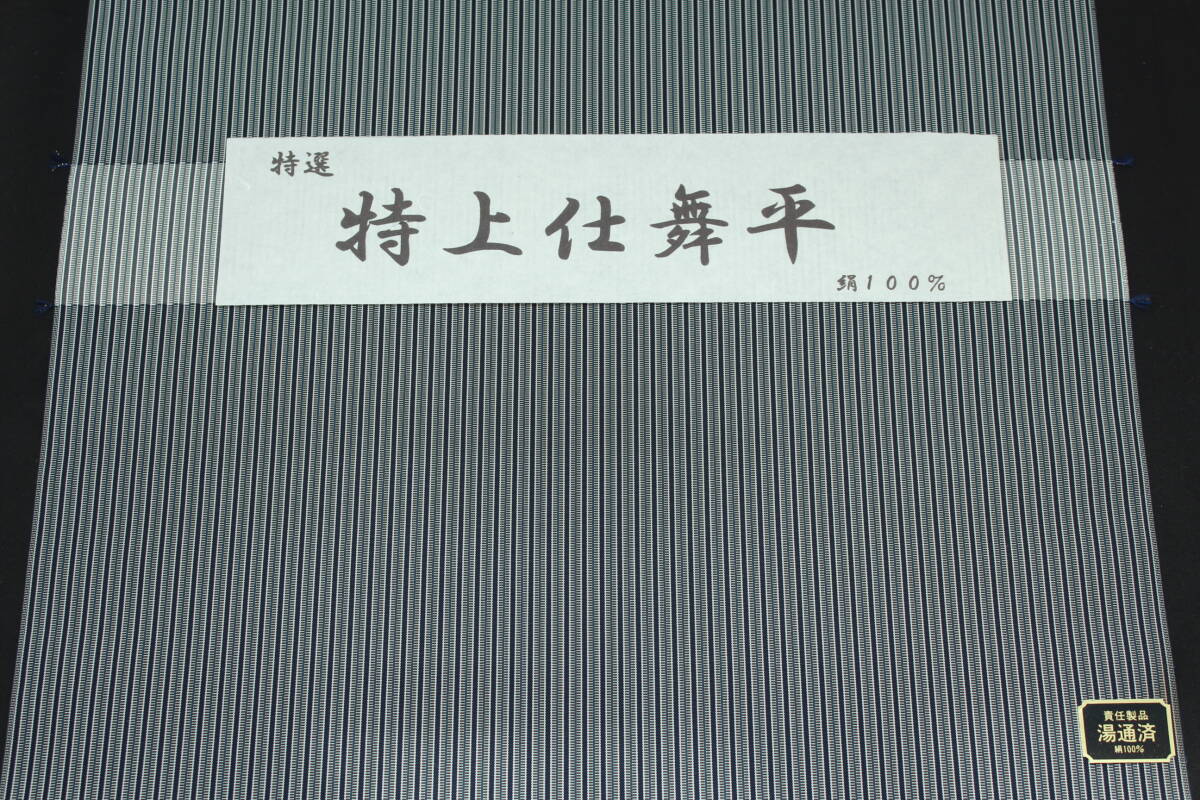 特選
特上仕舞平
絹100%
責任製品
湯通済
絹100%